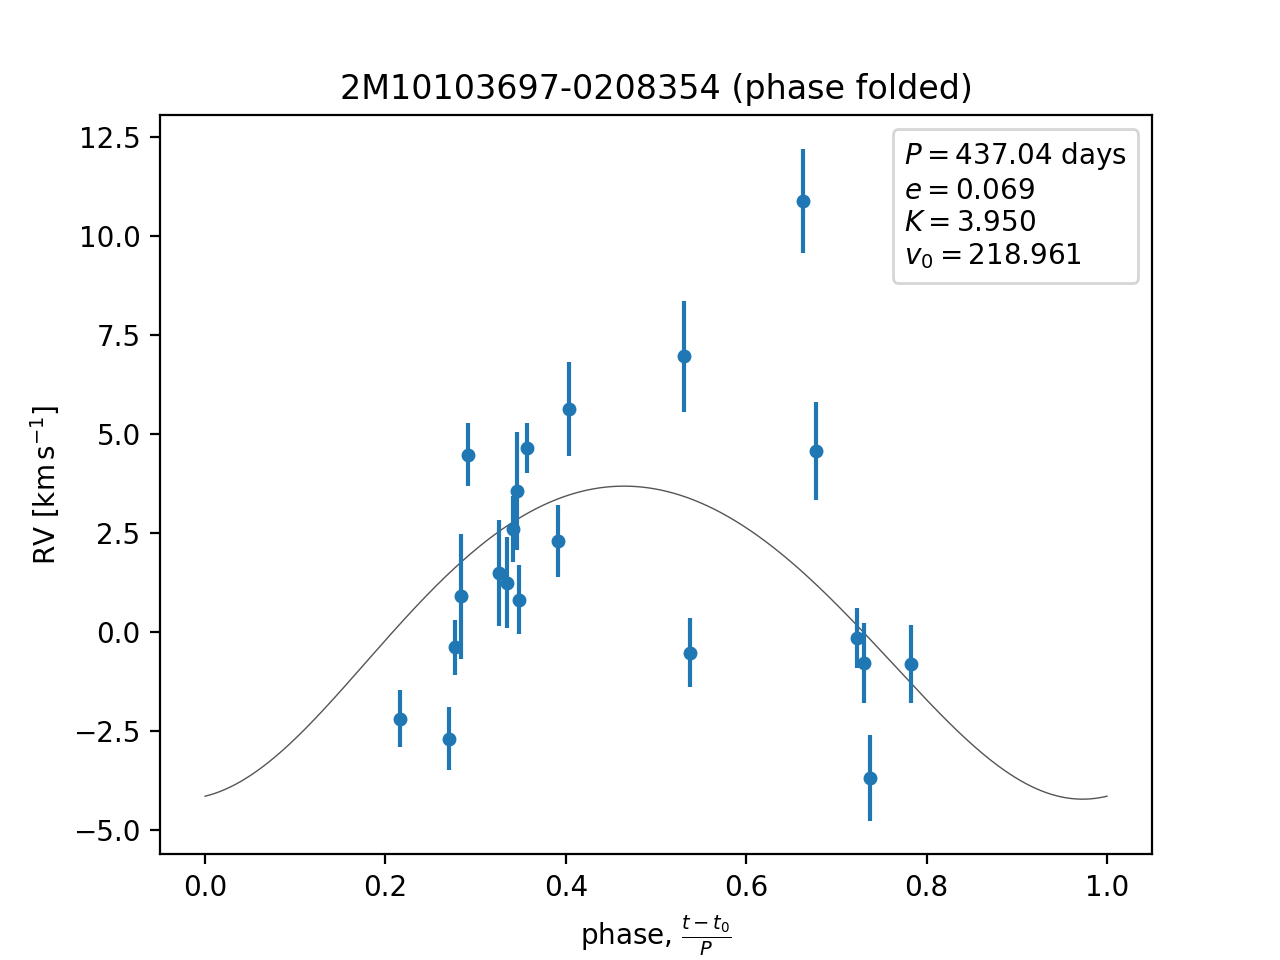 2M10103697-0208354 (phase folded)
P = 437.04 days
e = 0.069
K = 3.950
v₀ = 218.961
12.5
10.0
7.5
5.0
2.5
0.0
−2.5
−5.0
RV [km s⁻¹]
0.0 0.2 0.4 0.6 0.8 1.0
phase, (t − t₀)/P